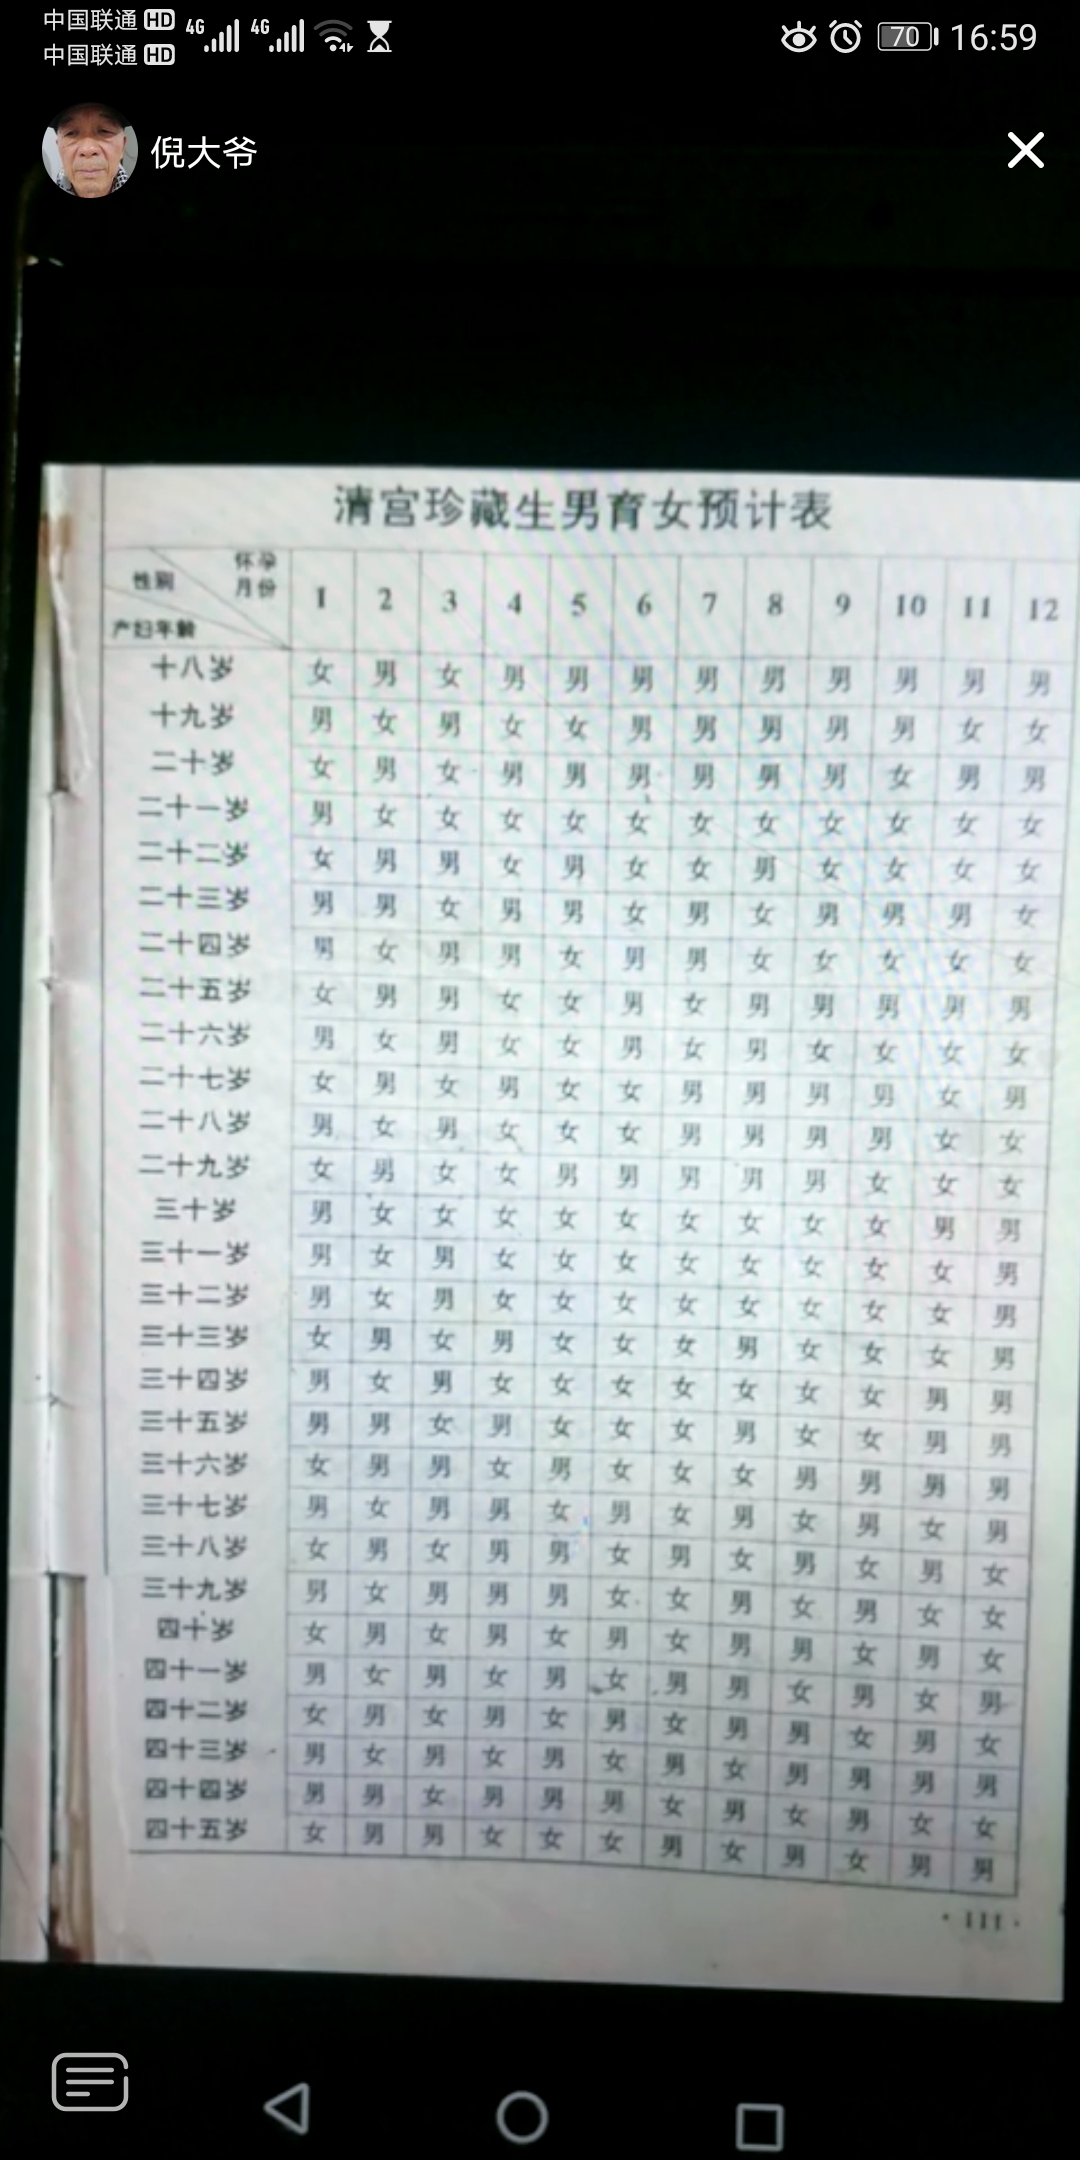 中国联通 HD 4G 4G 70 16:59
中国联通 HD
倪大爷
清宫珍藏生男育女预计表
性别 怀孕月份 产妇年龄 1 2 3 4 5 6 7 8 9 10 11 12
十八岁 女 男 女 男 男 男 男 男 男 男 男 男
十九岁 男 女 男 女 女 男 男 男 男 男 女 女
二十岁 女 男 女 男 男 男 男 男 男 女 男 男
二十一岁 男 女 女 女 女 女 女 女 女 女 女 女
二十二岁 女 男 男 女 男 女 女 男 女 女 女 女
二十三岁 男 男 女 男 男 女 男 女 男 男 男 女
二十四岁 男 女 男 男 女 男 男 女 女 女 女 女
二十五岁 女 男 男 女 女 男 女 男 男 男 男 男
二十六岁 男 女 男 女 女 男 女 男 女 女 女 女
二十七岁 女 男 女 男 女 女 男 男 男 男 女 男
二十八岁 男 女 男 女 女 女 男 男 男 男 女 女
二十九岁 女 男 女 女 男 男 男 男 男 女 女 女
三十岁 男 女 女 女 女 女 女 女 女 女 男 男
三十一岁 男 女 男 女 女 女 女 女 女 女 女 男
三十二岁 男 女 男 女 女 女 女 女 女 女 女 男
三十三岁 女 男 女 男 女 女 女 男 女 女 女 男
三十四岁 男 女 男 女 女 女 女 女 女 女 男 男
三十五岁 男 男 女 男 女 女 女 男 女 女 男 男
三十六岁 女 男 男 女 男 女 女 女 男 男 男 男
三十七岁 男 女 男 男 女 男 女 男 女 男 女 男
三十八岁 女 男 女 男 男 女 男 女 男 女 男 女
三十九岁 男 女 男 男 男 女 女 男 女 男 女 女
四十岁 女 男 女 男 女 男 女 男 男 女 男 女
四十一岁 男 女 男 女 男 女 男 男 女 男 女 男
四十二岁 女 男 女 男 女 男 女 男 男 女 男 女
四十三岁 男 女 男 女 男 女 男 女 男 男 男 男
四十四岁 男 男 女 男 男 男 女 男 女 男 女 女
四十五岁 女 男 男 女 女 女 男 女 男 女 男 男
· 111 ·